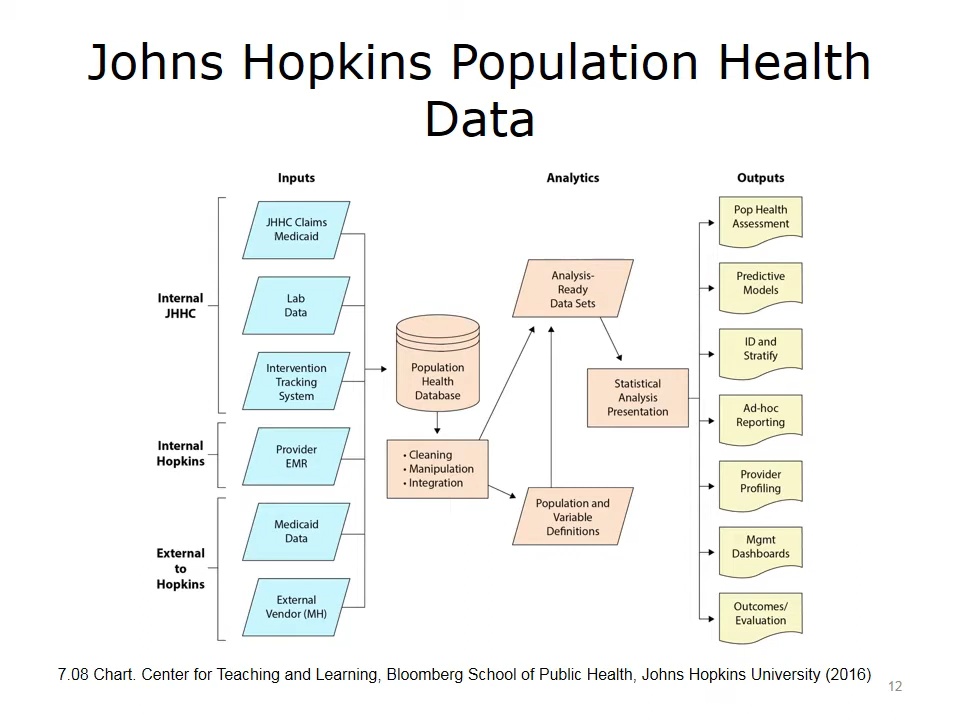 Johns Hopkins Population Health
Data
Inputs
Analytics
Outputs
Internal
JHHC
Internal
Hopkins
External
to
Hopkins
JHHC Claims
Medicaid
Lab
Data
Intervention
Tracking
System
Provider
EMR
Medicaid
Data
External
Vendor (MH)
Population
Health
Database
• Cleaning
• Manipulation
• Integration
Analysis-
Ready
Data Sets
Population and
Variable
Definitions
Statistical
Analysis
Presentation
Pop Health
Assessment
Predictive
Models
ID and
Stratify
Ad-hoc
Reporting
Provider
Profiling
Mgmt
Dashboards
Outcomes/
Evaluation
7.08 Chart. Center for Teaching and Learning, Bloomberg School of Public Health, Johns Hopkins University (2016)
12